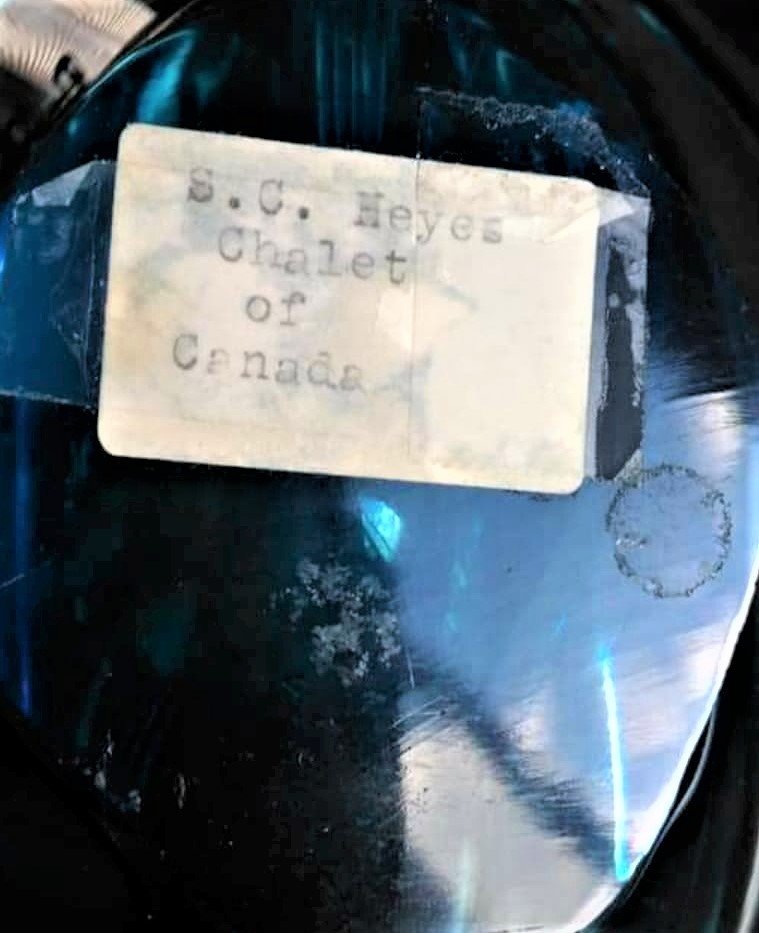 S.C. Heyes
Chalet
of
Canada